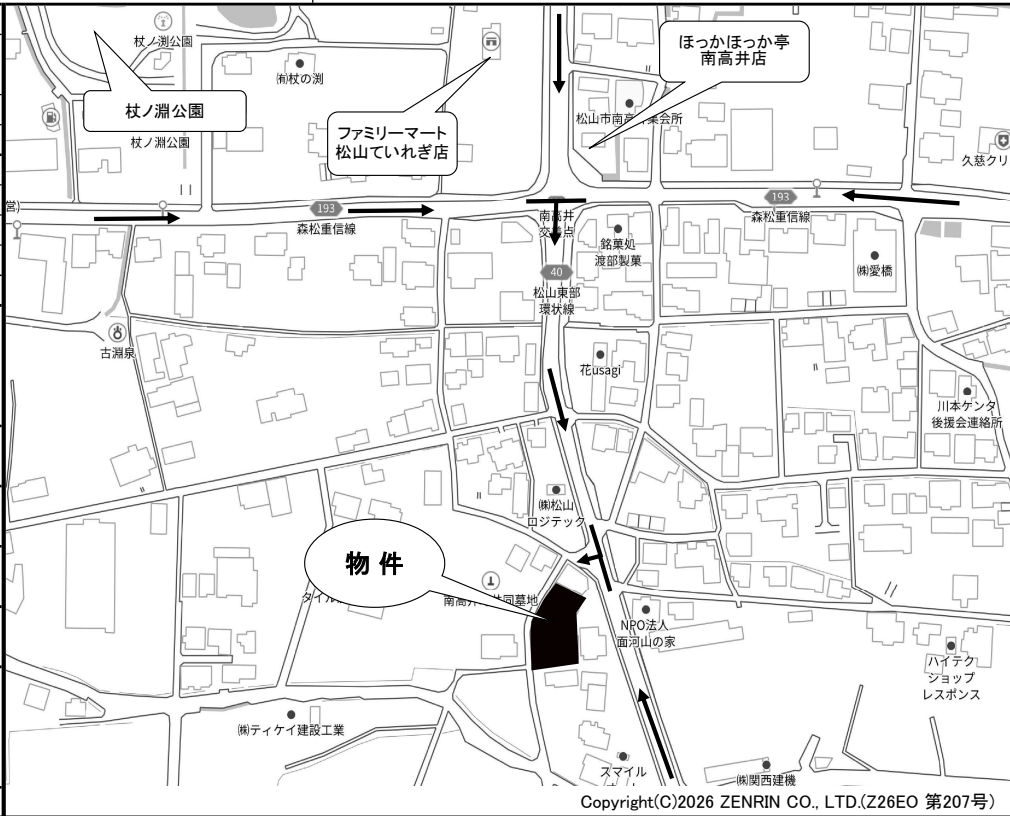 杖ノ渕公園
㈲杖の渕
杖ノ淵公園
杖ノ淵公園
ファミリーマート
松山ていれぎ店
ほっかほっか亭
南高井店
松山市南高井集会所
久慈クリ
営)
193
森松重信線
193
森松重信線
南高井
交差点
銘菓処
渡部製菓
㈱愛橋
40
松山東部
環状線
古淵泉
花usagi
川本ケンタ
後援会連絡所
㈱松山
ロジテック
物 件
タイル
南高井
共同墓地
NPO法人
面河山の家
ハイテク
ショップ
レスポンス
㈱ティケイ建設工業
スマイル
㈱関西建機
Copyright(C)2026 ZENRIN CO., LTD.(Z26EO 第207号)